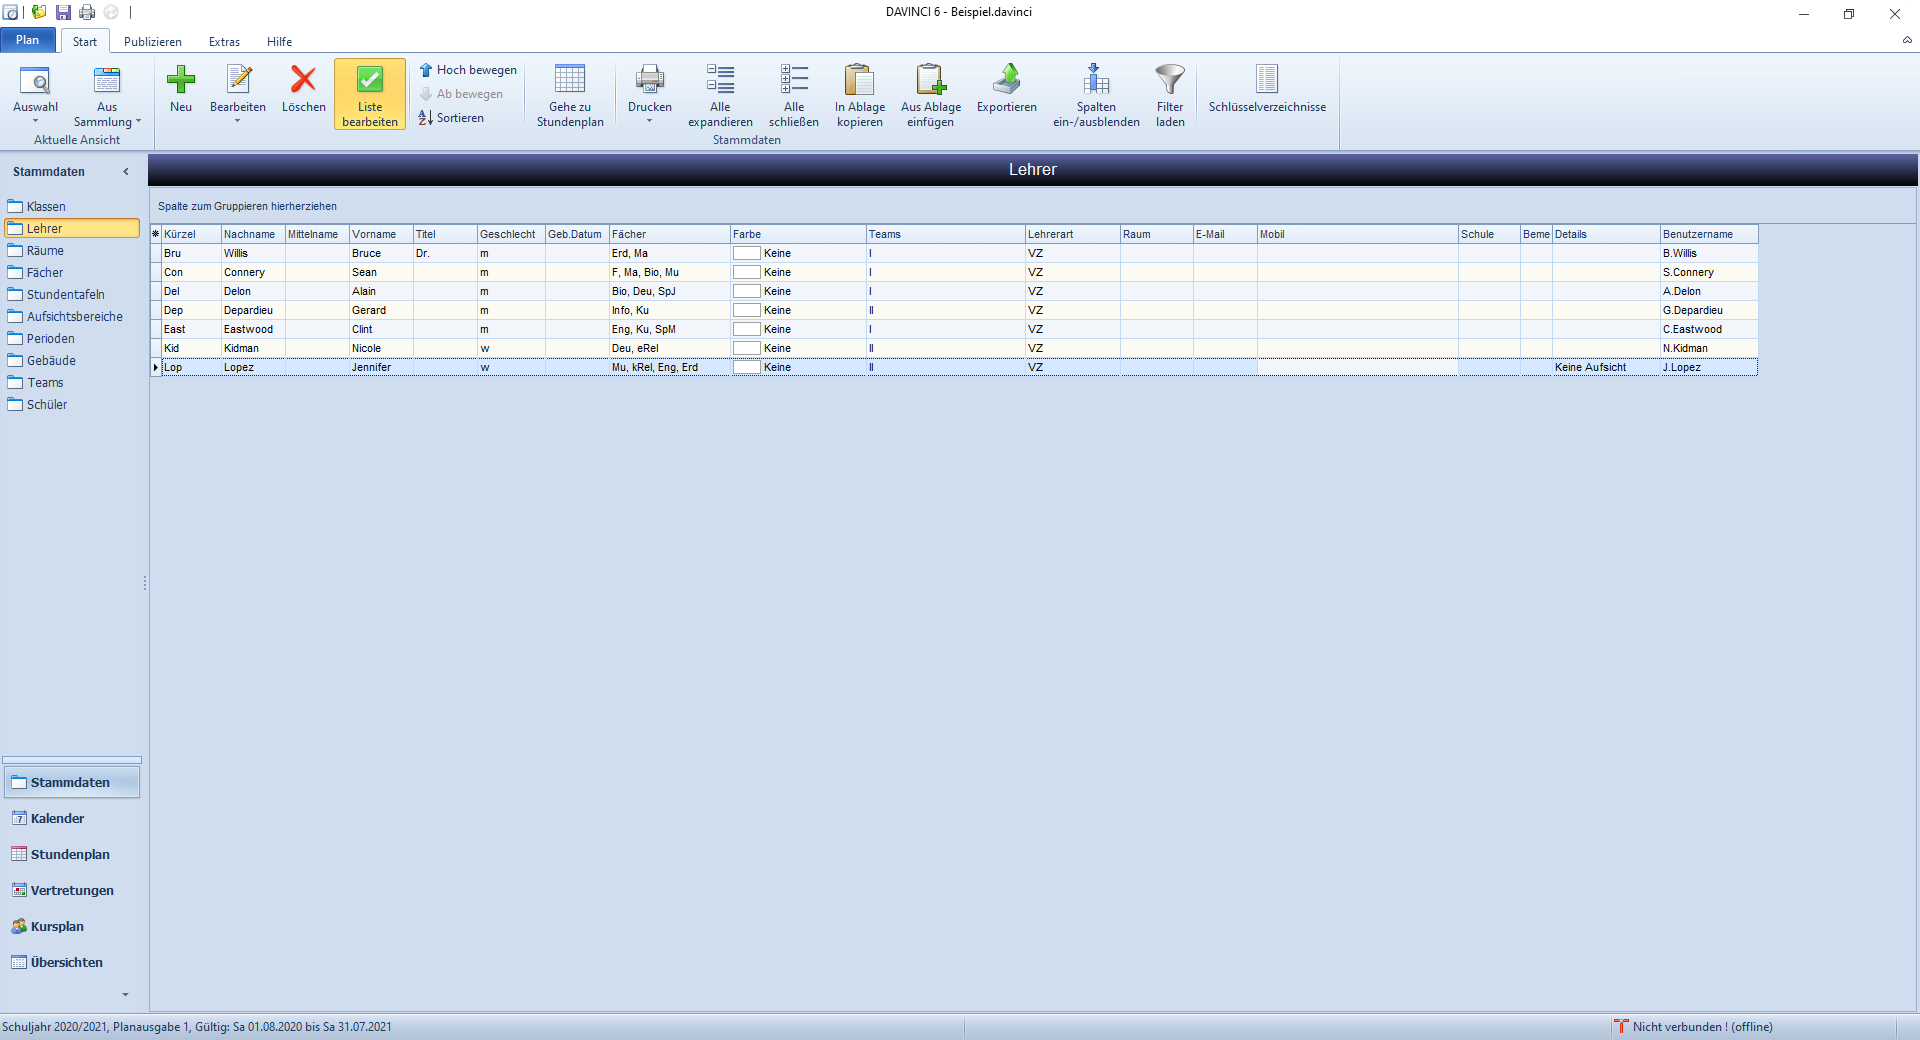 DAVINCI 6 - Beispiel.davinci
Plan Start Publizieren Extras Hilfe
Auswahl
Aus Sammlung
Aktuelle Ansicht
Neu
Bearbeiten
Löschen
Liste bearbeiten
Hoch bewegen
Ab bewegen
Sortieren
Gehe zu Stundenplan
Drucken
Alle expandieren
Alle schließen
In Ablage kopieren
Aus Ablage einfügen
Exportieren
Spalten ein-/ausblenden
Filter laden
Stammdaten
Schlüsselverzeichnisse
Stammdaten
Klassen
Lehrer
Räume
Fächer
Stundentafeln
Aufsichtsbereiche
Perioden
Gebäude
Teams
Schüler
Lehrer
Spalte zum Gruppieren hierherziehen
Kürzel Nachname Mittelname Vorname Titel Geschlecht Geb.Datum Fächer Farbe Teams Lehrerart Raum E-Mail Mobil Schule Beme Details Benutzername
Bru Willis Bruce Dr. m Erd, Ma Keine I VZ B.Willis
Con Connery Sean m F, Ma, Bio, Mu Keine I VZ S.Connery
Del Delon Alain m Bio, Deu, SpJ Keine I VZ A.Delon
Dep Depardieu Gerard m Info, Ku Keine II VZ G.Depardieu
East Eastwood Clint m Eng, Ku, SpM Keine I VZ C.Eastwood
Kid Kidman Nicole w Deu, eRel Keine II VZ N.Kidman
Lop Lopez Jennifer w Mu, kRel, Eng, Erd Keine II VZ Keine Aufsicht J.Lopez
Stammdaten
Kalender
Stundenplan
Vertretungen
Kursplan
Übersichten
Schuljahr 2020/2021, Planausgabe 1, Gültig: Sa 01.08.2020 bis Sa 31.07.2021
Nicht verbunden ! (offline)